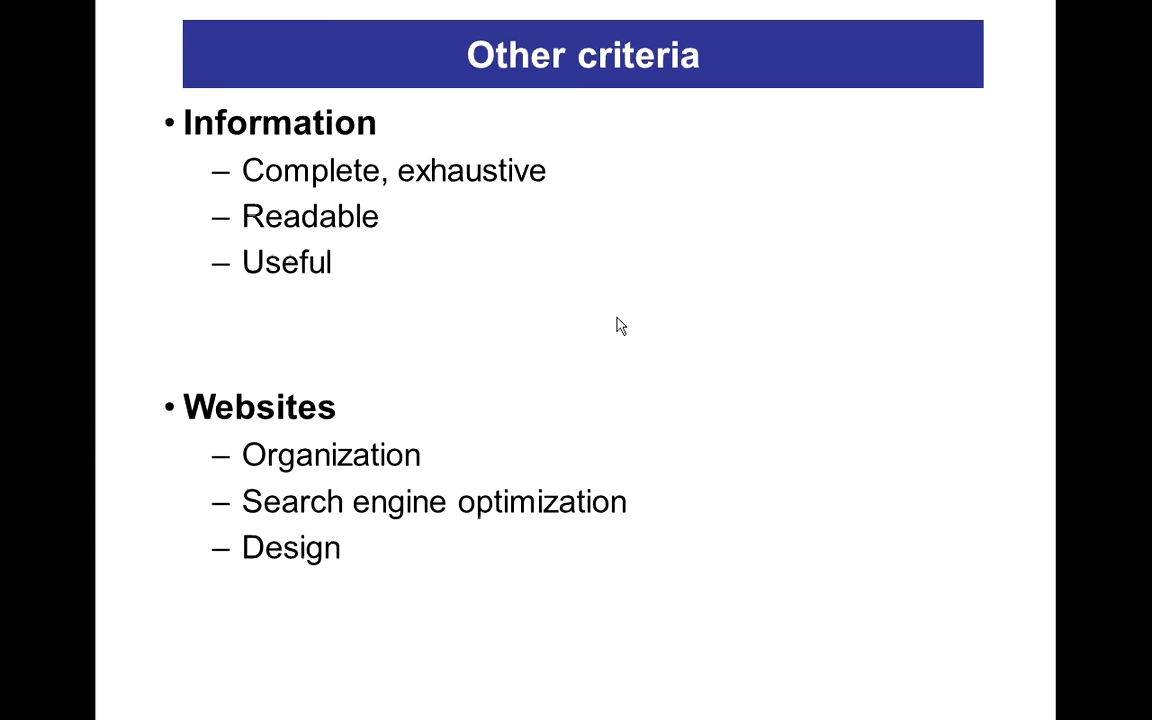 Other criteria
• Information
– Complete, exhaustive
– Readable
– Useful
• Websites
– Organization
– Search engine optimization
– Design